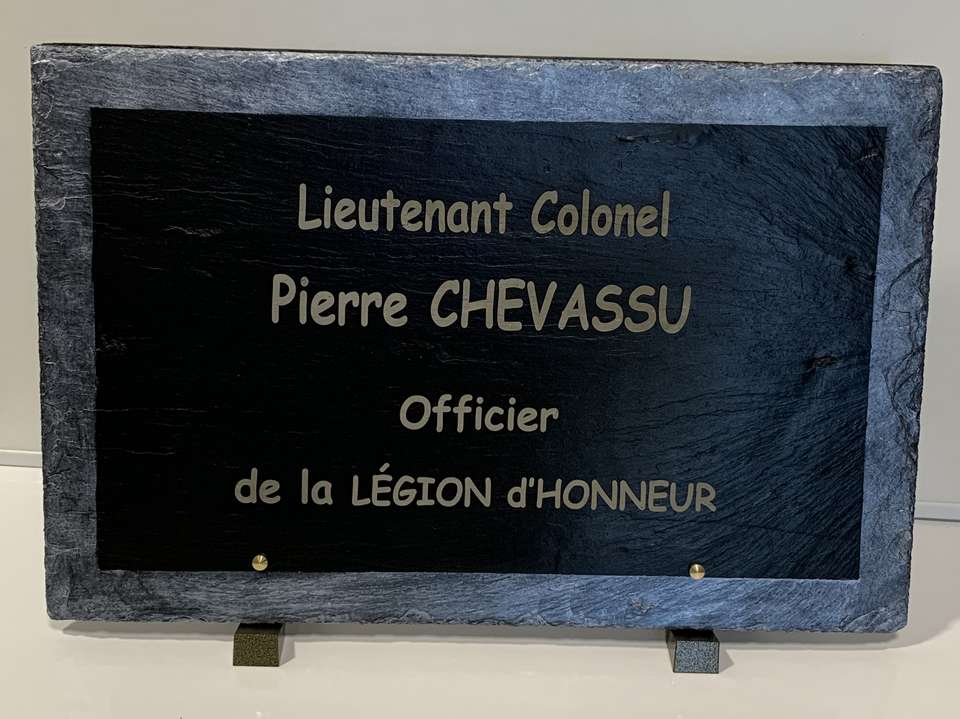 Lieutenant Colonel
Pierre CHEVASSU
Officier
de la LÉGION d'HONNEUR